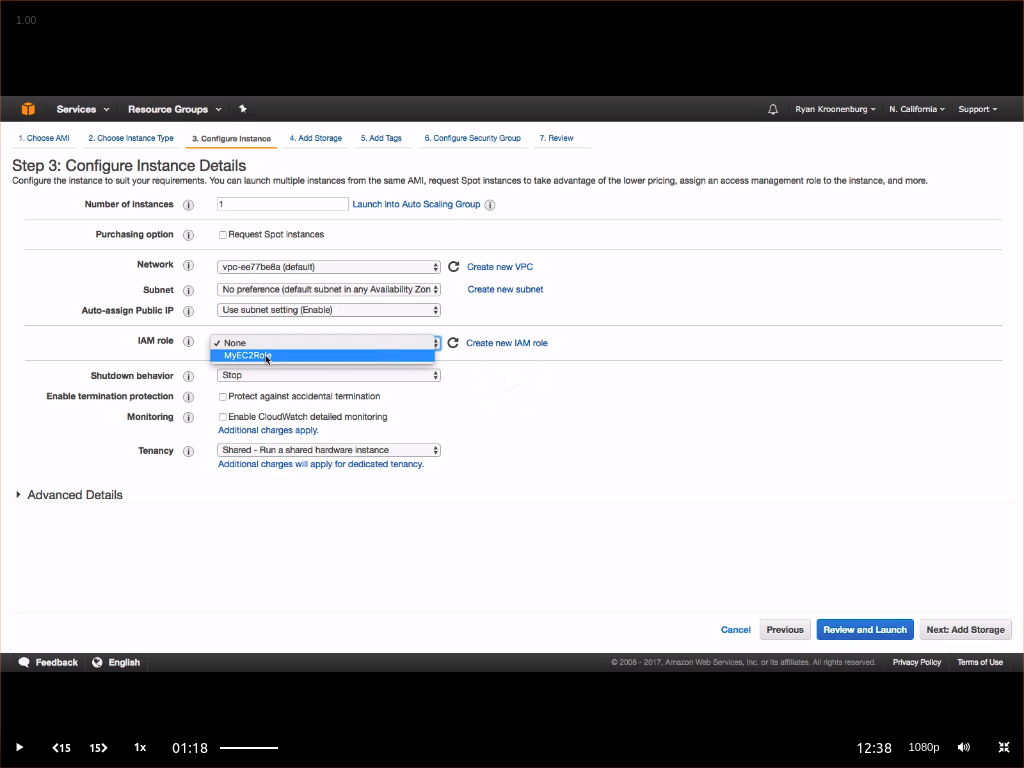 1.00
Services Resource Groups Ryan Kroonenburg N. California Support
1. Choose AMI 2. Choose Instance Type 3. Configure Instance 4. Add Storage 5. Add Tags 6. Configure Security Group 7. Review
Step 3: Configure Instance Details
Configure the instance to suit your requirements. You can launch multiple instances from the same AMI, request Spot instances to take advantage of the lower pricing, assign an access management role to the instance, and more.
Number of instances i 1 Launch into Auto Scaling Group i
Purchasing option i Request Spot instances
Network i vpc-ee77be8a (default) Create new VPC
Subnet i No preference (default subnet in any Availability Zon Create new subnet
Auto-assign Public IP i Use subnet setting (Enable)
IAM role i ✓ None Create new IAM role
MyEC2Role
Shutdown behavior i Stop
Enable termination protection i Protect against accidental termination
Monitoring i Enable CloudWatch detailed monitoring
Additional charges apply.
Tenancy i Shared - Run a shared hardware instance
Additional charges will apply for dedicated tenancy.
Advanced Details
Cancel Previous Review and Launch Next: Add Storage
Feedback English © 2008 - 2017, Amazon Web Services, Inc. or its affiliates. All rights reserved. Privacy Policy Terms of Use
15 15 1x 01:18 12:38 1080p